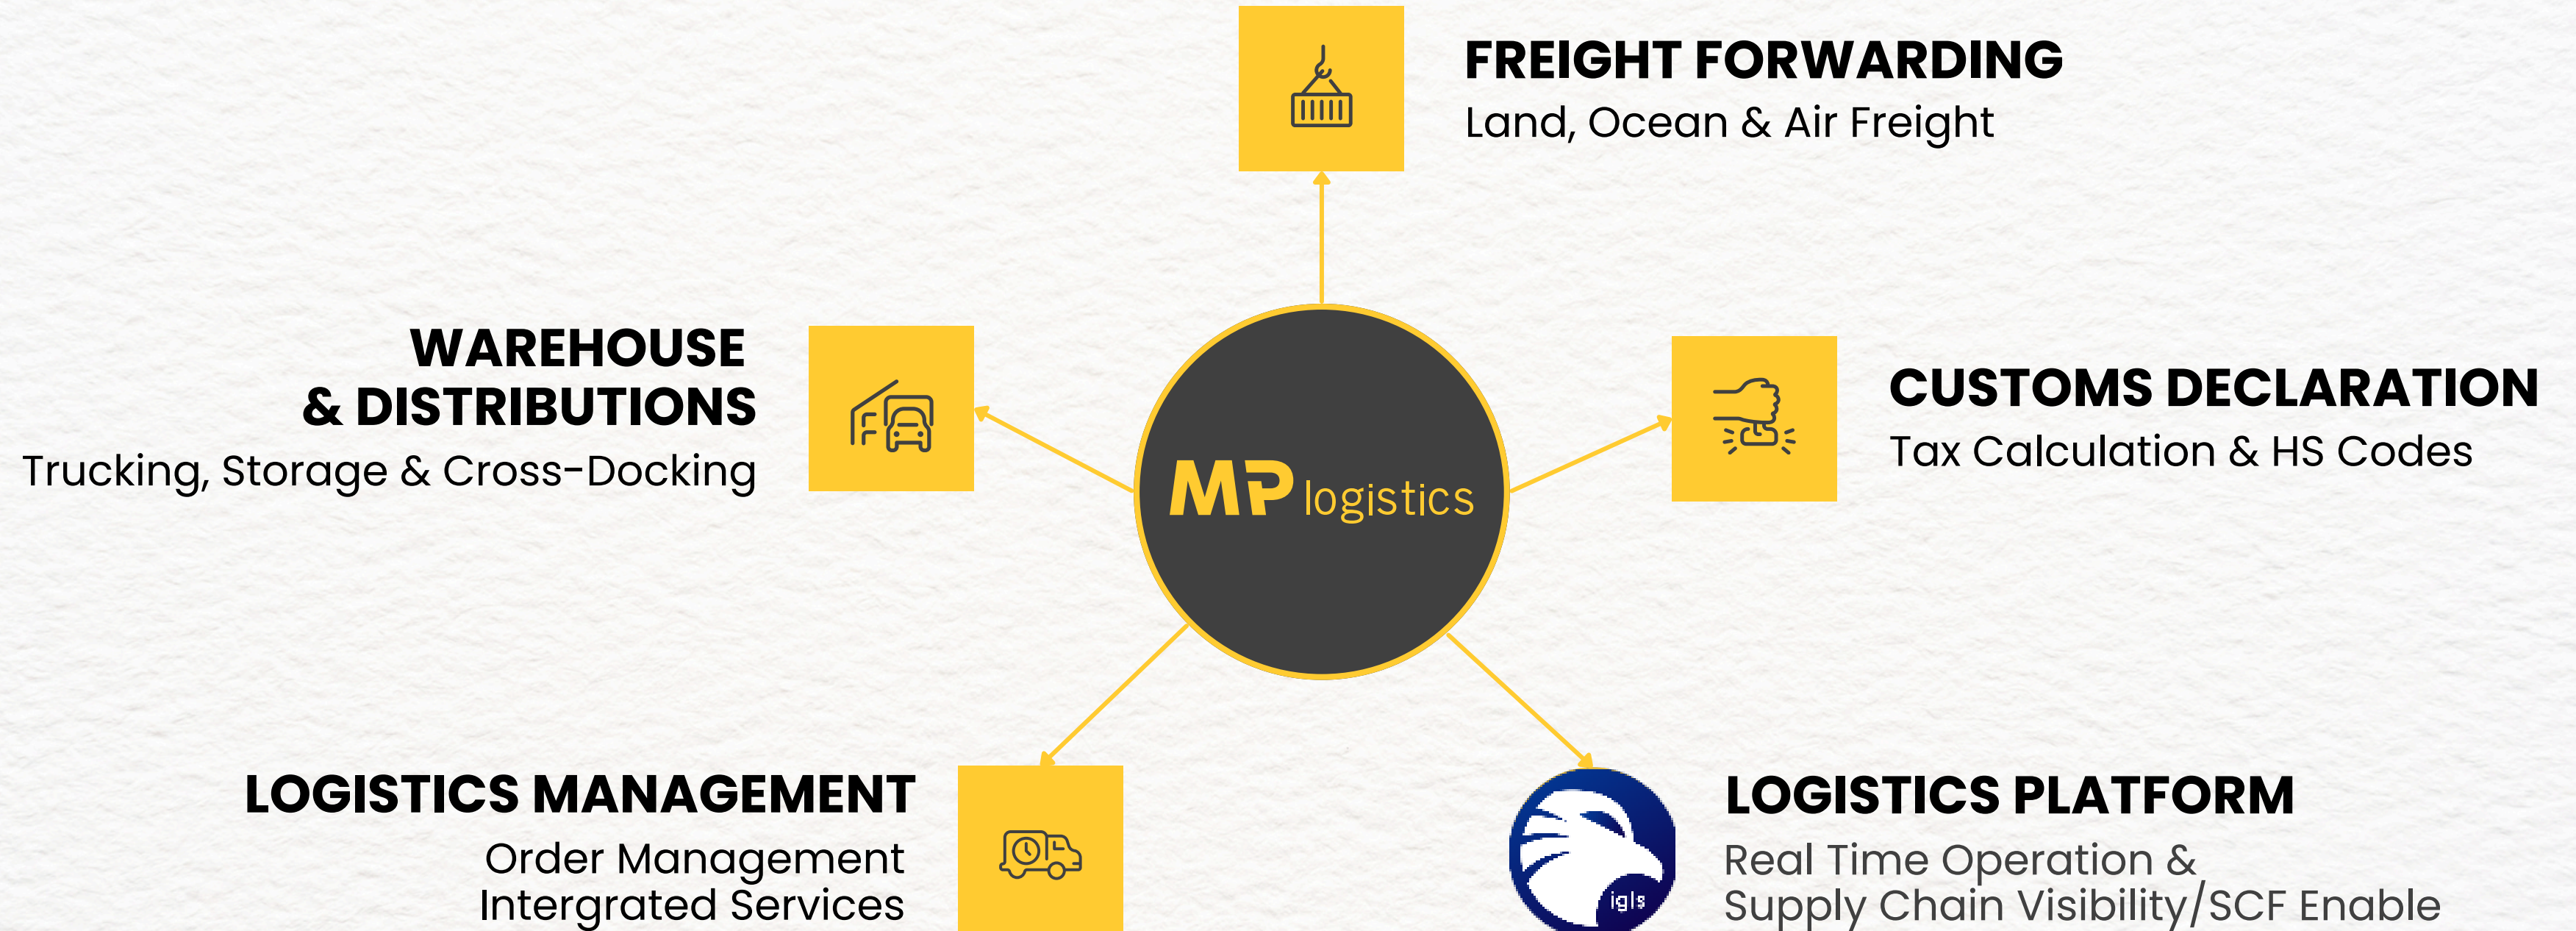 FREIGHT FORWARDING
Land, Ocean & Air Freight
WAREHOUSE
& DISTRIBUTIONS
Trucking, Storage & Cross-Docking
MP logistics
CUSTOMS DECLARATION
Tax Calculation & HS Codes
LOGISTICS MANAGEMENT
Order Management
Intergrated Services
igls
LOGISTICS PLATFORM
Real Time Operation &
Supply Chain Visibility/SCF Enable